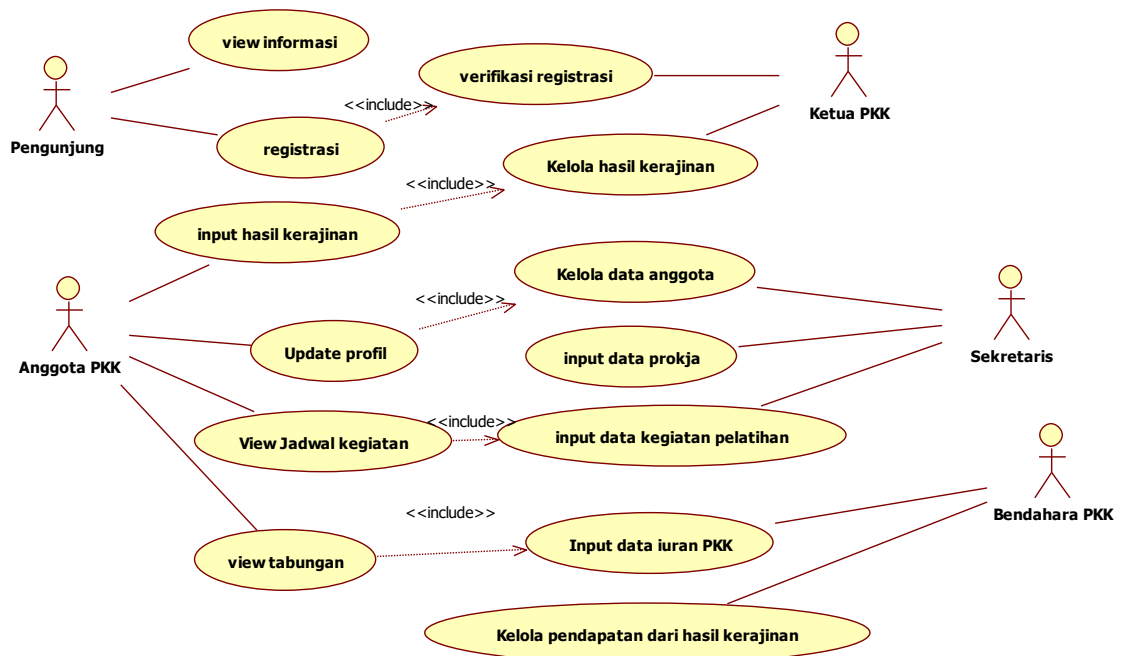 view informasi
verifikasi registrasi
<<include>>
Ketua PKK
Pengunjung
registrasi
Kelola hasil kerajinan
<<include>>
input hasil kerajinan
Kelola data anggota
<<include>>
Update profil
input data prokja
Anggota PKK
Sekretaris
<<include>>
View Jadwal kegiatan
input data kegiatan pelatihan
<<include>>
Bendahara PKK
Input data iuran PKK
view tabungan
Kelola pendapatan dari hasil kerajinan